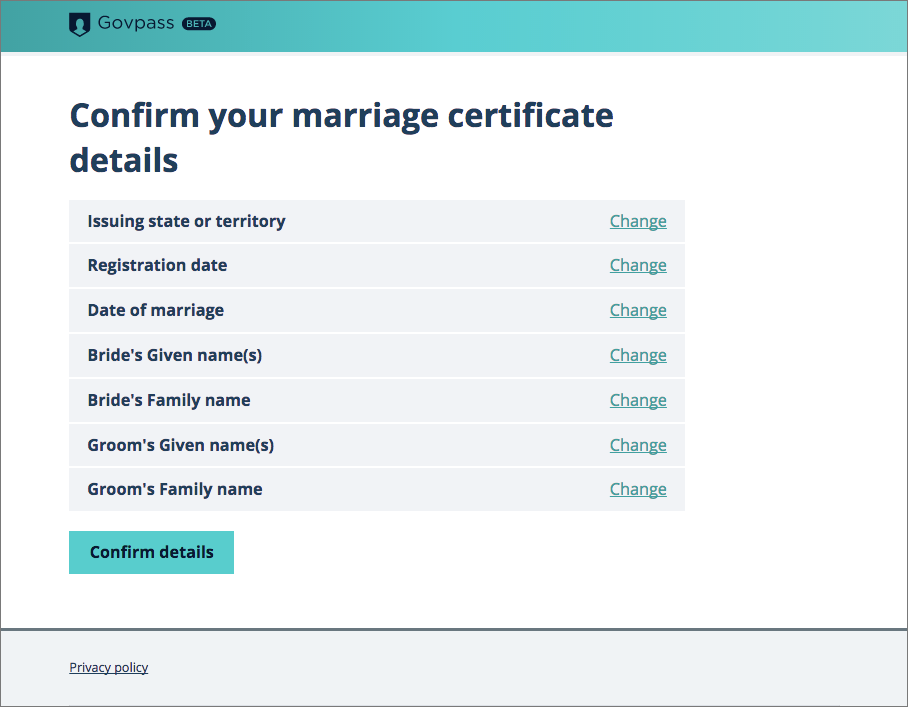 Govpass BETA
Confirm your marriage certificate
details
Issuing state or territory Change
Registration date Change
Date of marriage Change
Bride's Given name(s) Change
Bride's Family name Change
Groom's Given name(s) Change
Groom's Family name Change
Confirm details
Privacy policy